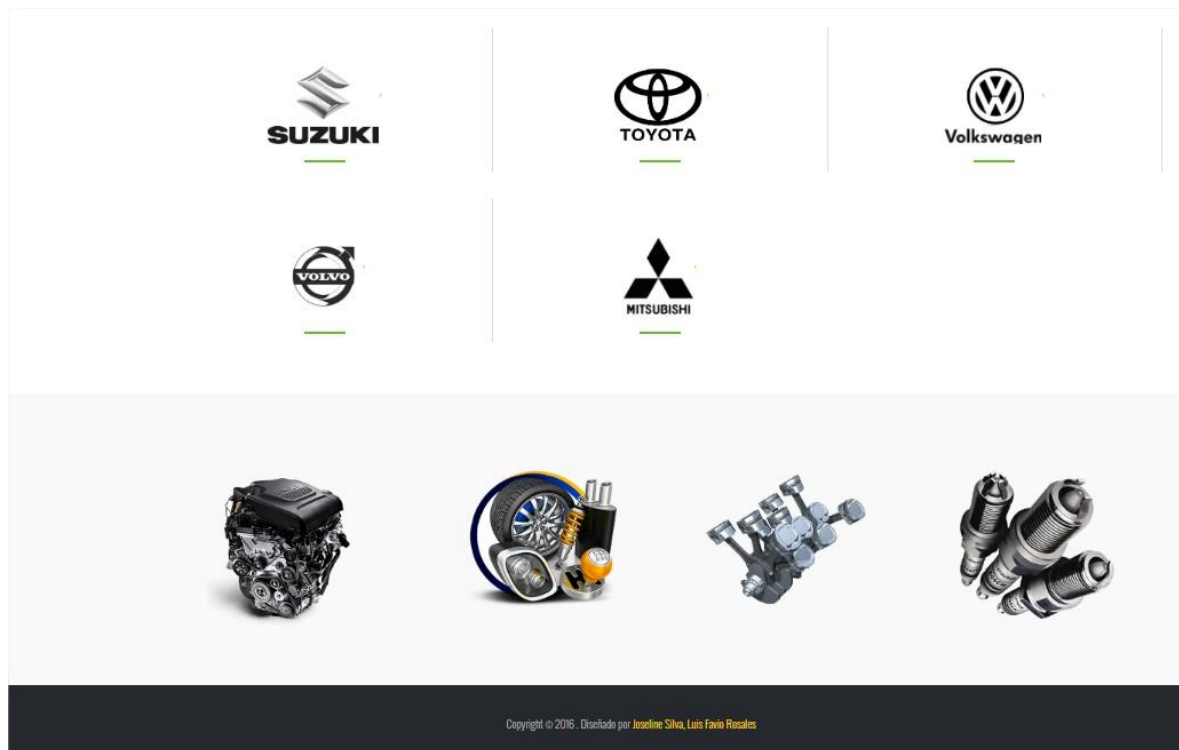 SUZUKI
TOYOTA
Volkswagen
VOLVO
MITSUBISHI
Copyright © 2016 . Diseñado por Joseline Silva, Luis Favio Rosales